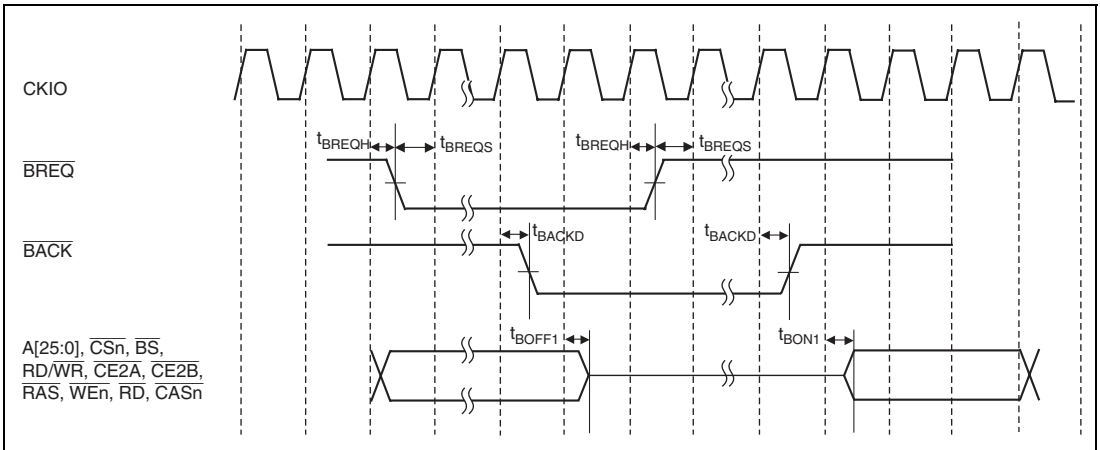 CKIO
tBREQH tBREQS tBREQH tBREQS
BREQ
BACK
tBACKD tBACKD
tBOFF1 tBON1
A[25:0], CSn, BS,
RD/WR, CE2A, CE2B,
RAS, WEn, RD, CASn